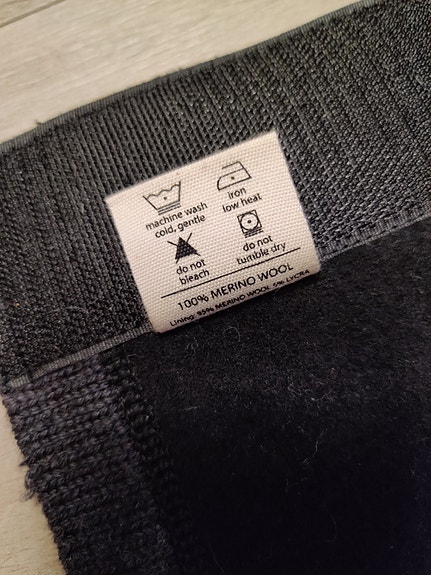 machine wash
cold, gentle
iron
low heat
do not
bleach
do not
tumble dry
100% MERINO WOOL
Lining: 95% MERINO WOOL 5% LYCRA